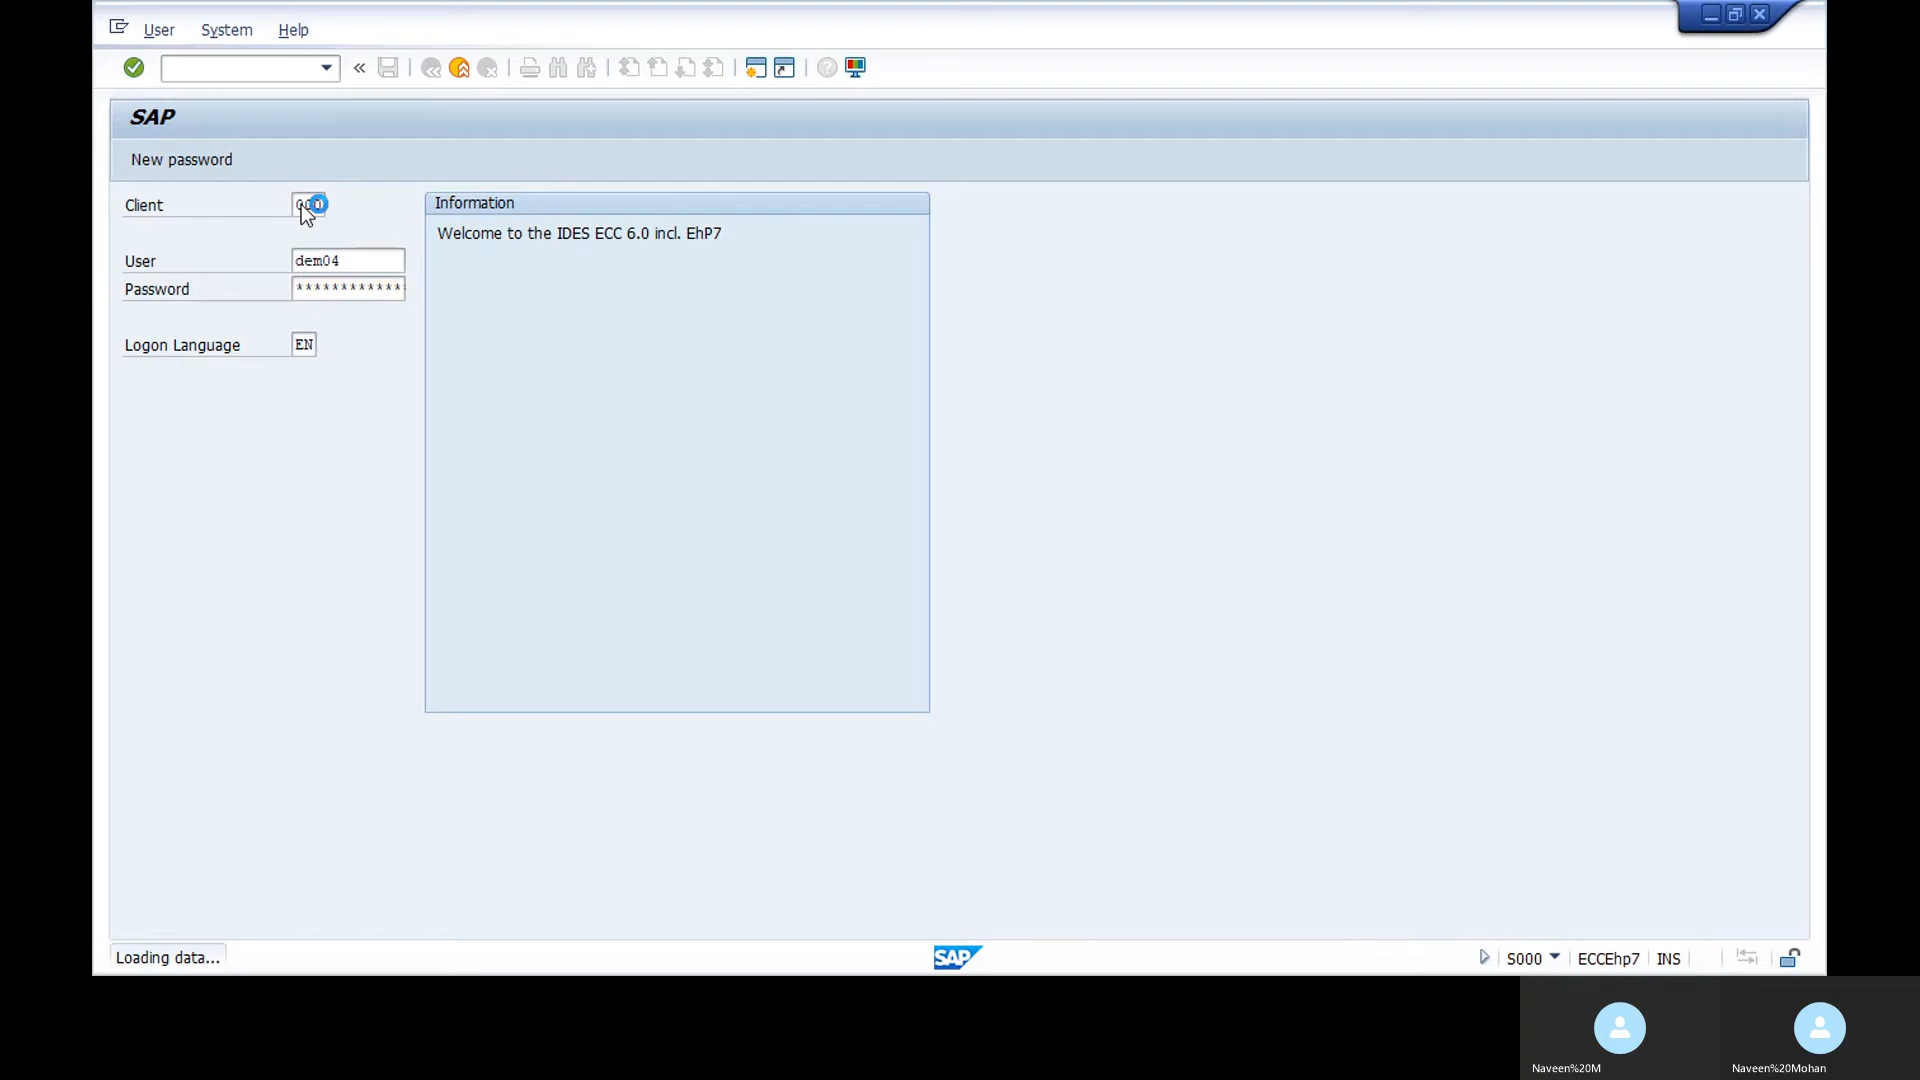 User System Help
SAP
New password
Client 000
Information
Welcome to the IDES ECC 6.0 incl. EhP7
User dem04
Password ************
Logon Language EN
Loading data...
SAP
S000 ECCEhp7 INS
Naveen%20M
Naveen%20Mohan